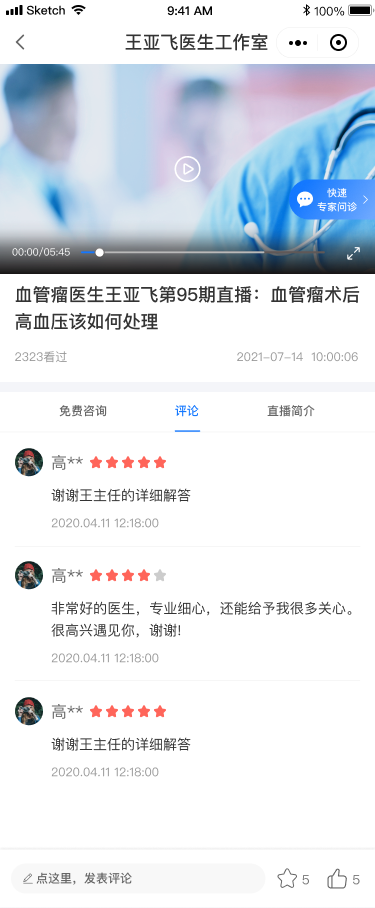 Sketch
9:41 AM
100%
王亚飞医生工作室
快速
专家问诊
00:00/05:45
血管瘤医生王亚飞第95期直播：血管瘤术后
高血压该如何处理
2323看过
2021-07-14 10:00:06
免费咨询
评论
直播简介
高**
谢谢王主任的详细解答
2020.04.11 12:18:00
高**
非常好的医生，专业细心，还能给予我很多关心。
很高兴遇见你，谢谢!
2020.04.11 12:18:00
高**
谢谢王主任的详细解答
2020.04.11 12:18:00
点这里，发表评论
5
5